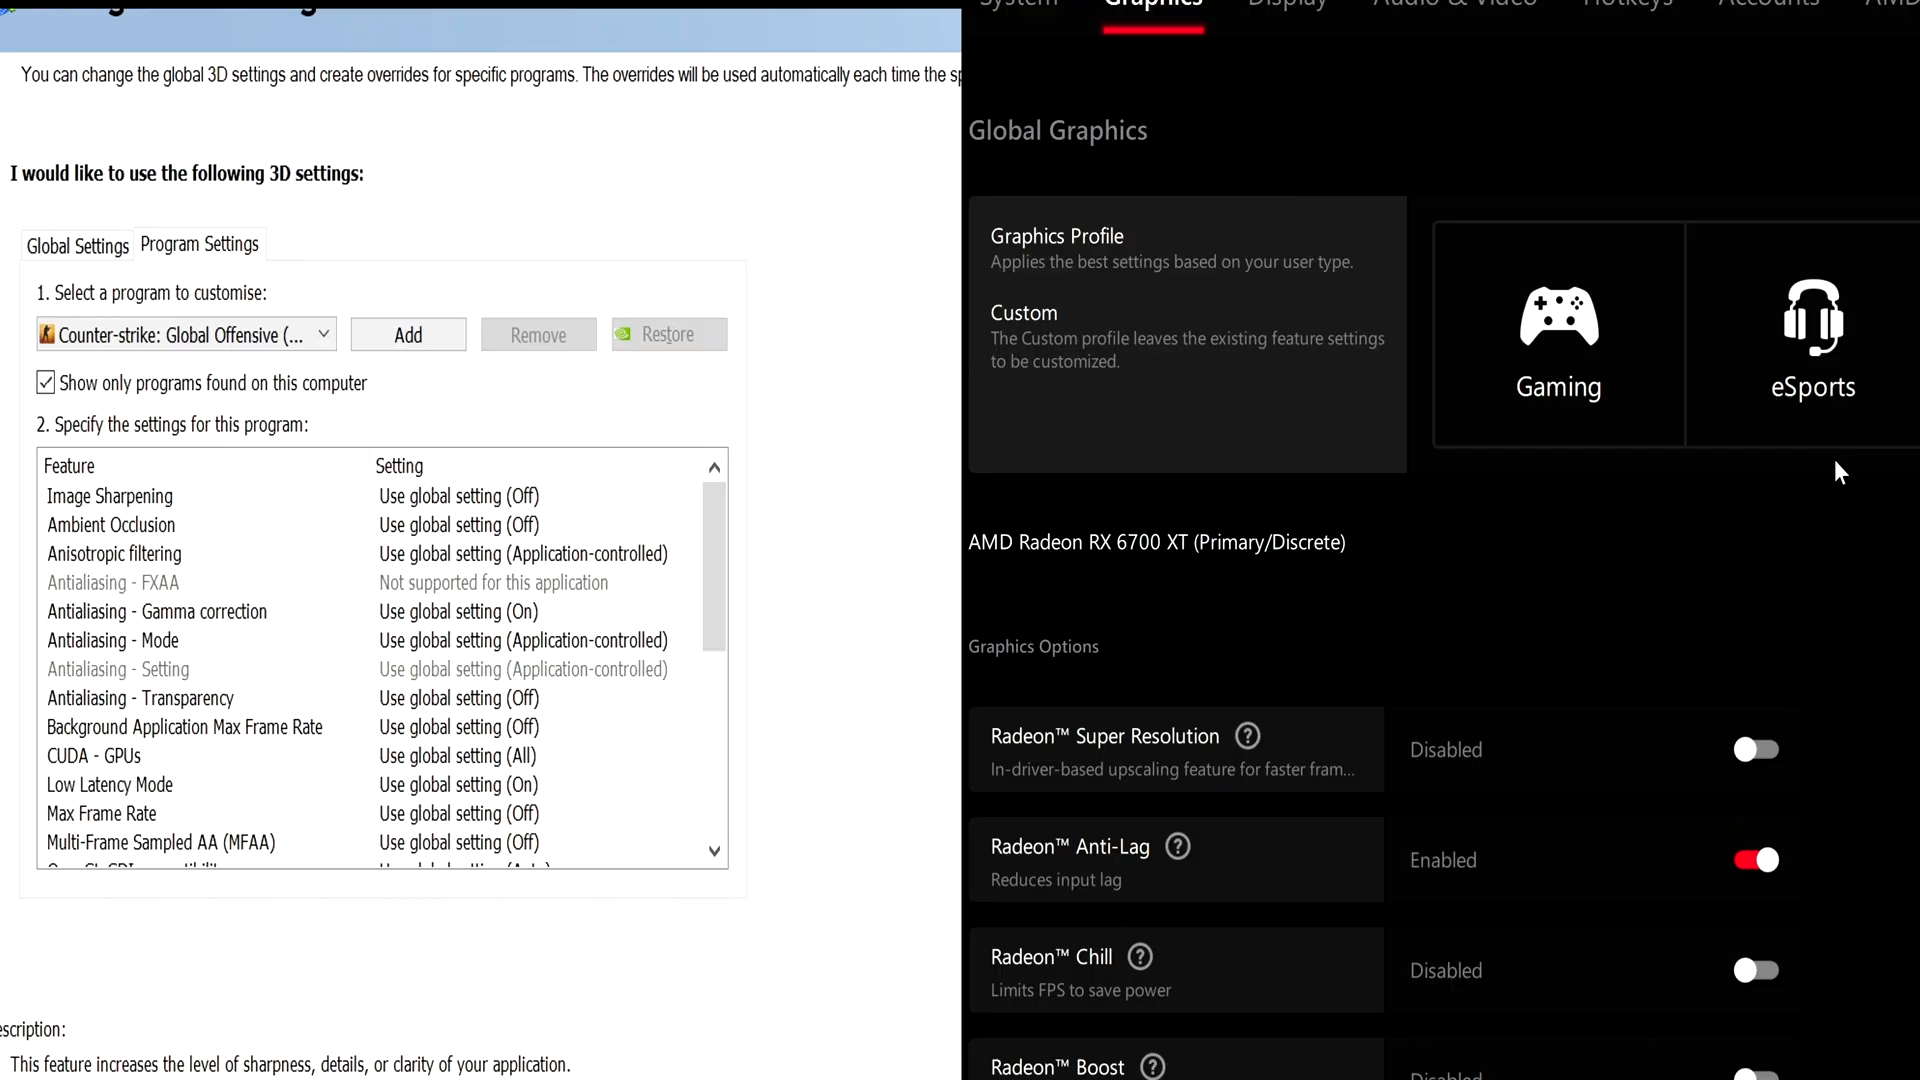 You can change the global 3D settings and create overrides for specific programs. The overrides will be used automatically each time the sp
I would like to use the following 3D settings:
Global Settings
Program Settings
1. Select a program to customise:
Counter-strike: Global Offensive (...
Add
Remove
Restore
Show only programs found on this computer
2. Specify the settings for this program:
Feature Setting
Image Sharpening Use global setting (Off)
Ambient Occlusion Use global setting (Off)
Anisotropic filtering Use global setting (Application-controlled)
Antialiasing - FXAA Not supported for this application
Antialiasing - Gamma correction Use global setting (On)
Antialiasing - Mode Use global setting (Application-controlled)
Antialiasing - Setting Use global setting (Application-controlled)
Antialiasing - Transparency Use global setting (Off)
Background Application Max Frame Rate Use global setting (Off)
CUDA - GPUs Use global setting (All)
Low Latency Mode Use global setting (On)
Max Frame Rate Use global setting (Off)
Multi-Frame Sampled AA (MFAA) Use global setting (Off)
escription:
This feature increases the level of sharpness, details, or clarity of your application.
System Graphics Display Audio & Video Hotkeys Accounts AMD
Global Graphics
Graphics Profile
Applies the best settings based on your user type.
Custom
The Custom profile leaves the existing feature settings
to be customized.
Gaming
eSports
AMD Radeon RX 6700 XT (Primary/Discrete)
Graphics Options
Radeon™ Super Resolution
In-driver-based upscaling feature for faster fram...
Disabled
Radeon™ Anti-Lag
Reduces input lag
Enabled
Radeon™ Chill
Limits FPS to save power
Disabled
Radeon™ Boost
Disabled